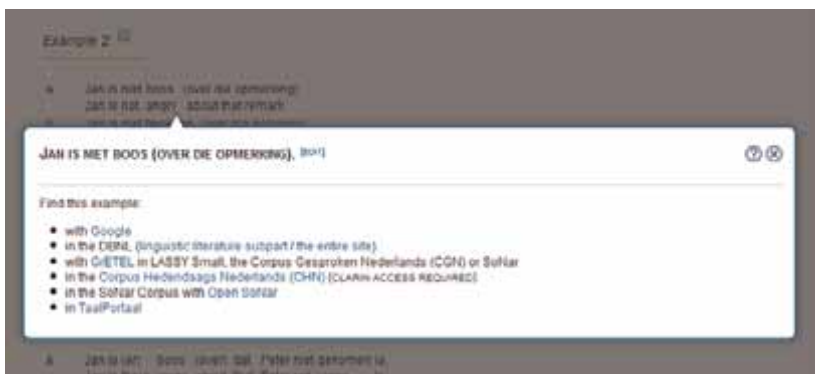 Example 2
a Jan is niet boos (over die opmerking)
Jan is not angry about that remark
JAN IS NIET BOOS (OVER DIE OPMERKING). [EDIT]
Find this example:
• with Google
• in the DBNL (linguistic literature subpart / the entire site)
• with GrETEL in LASSY Small, the Corpus Gesproken Nederlands (CGN) or SoNar
• in the Corpus Hedendaags Nederlands (CHN) [CLARIN ACCESS REQUIRED]
• in the SoNar Corpus with Open SoNar
• in TaalPortaal